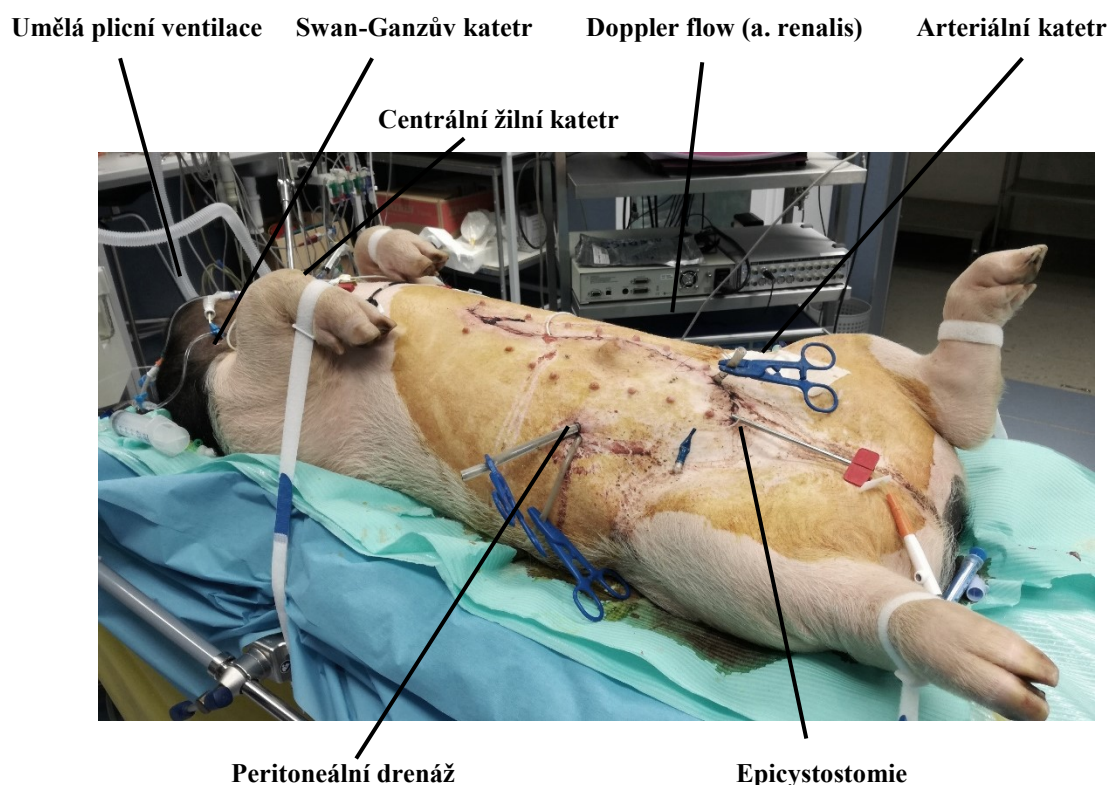 Umělá plicní ventilace Swan-Ganzův katetr Doppler flow (a. renalis) Arteriální katetr
Centrální žilní katetr
Peritoneální drenáž Epicystostomie